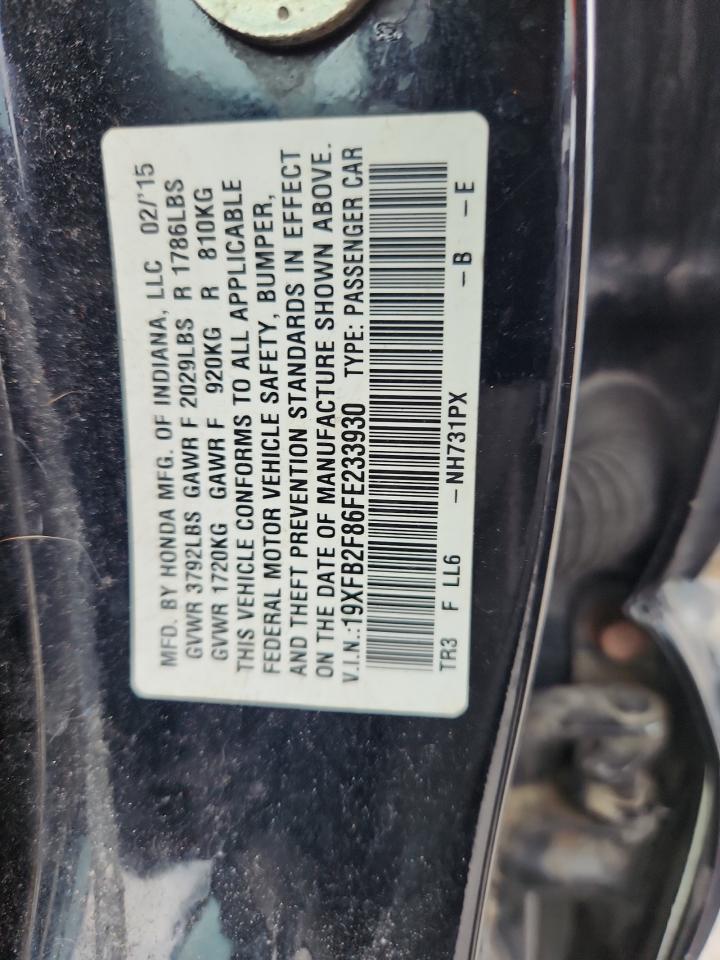 MFD. BY HONDA MFG. OF INDIANA, LLC 02/'15
GVWR 3792LBS GAWR F 2029LBS R 1786LBS
GVWR 1720KG GAWR F 920KG R 810KG
THIS VEHICLE CONFORMS TO ALL APPLICABLE
FEDERAL MOTOR VEHICLE SAFETY, BUMPER,
AND THEFT PREVENTION STANDARDS IN EFFECT
ON THE DATE OF MANUFACTURE SHOWN ABOVE.
V.I.N.:19XFB2F86FE233930 TYPE: PASSENGER CAR
TR3 F LL6 -NH731PX -B -E